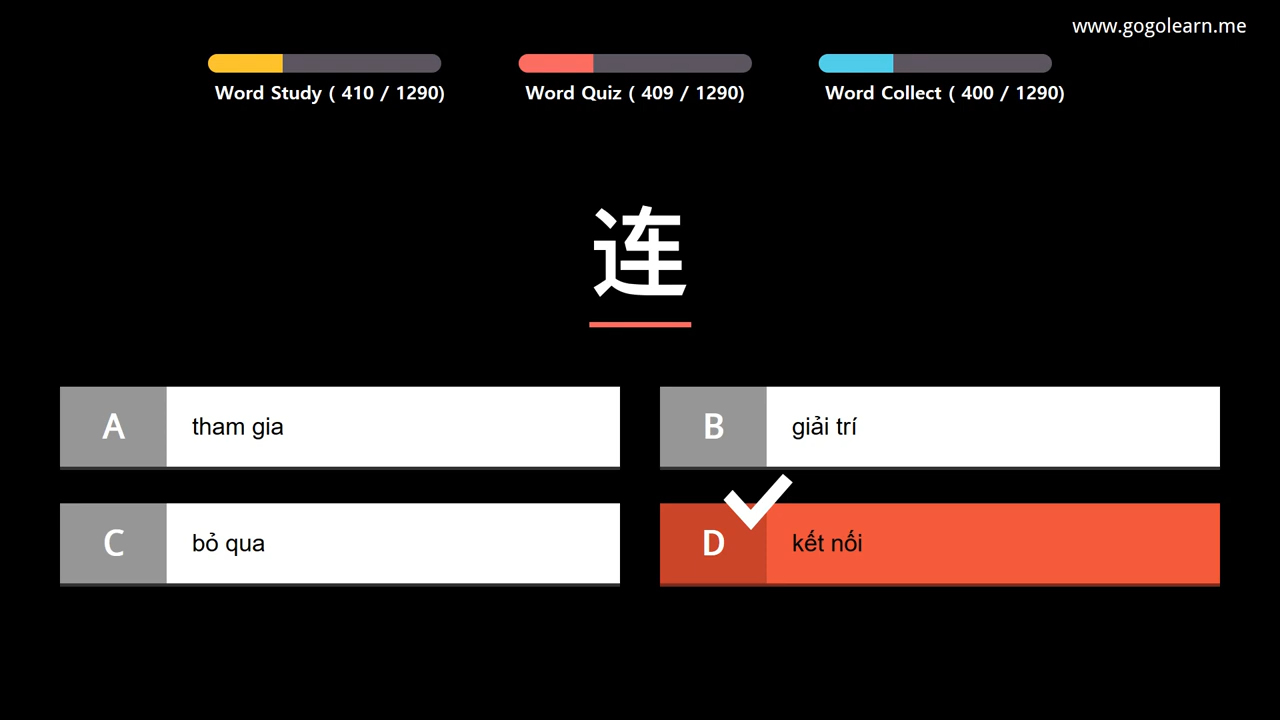 www.gogolearn.me
Word Study ( 410 / 1290)
Word Quiz ( 409 / 1290)
Word Collect ( 400 / 1290)
连
A tham gia
B giải trí
C bỏ qua
D kết nối